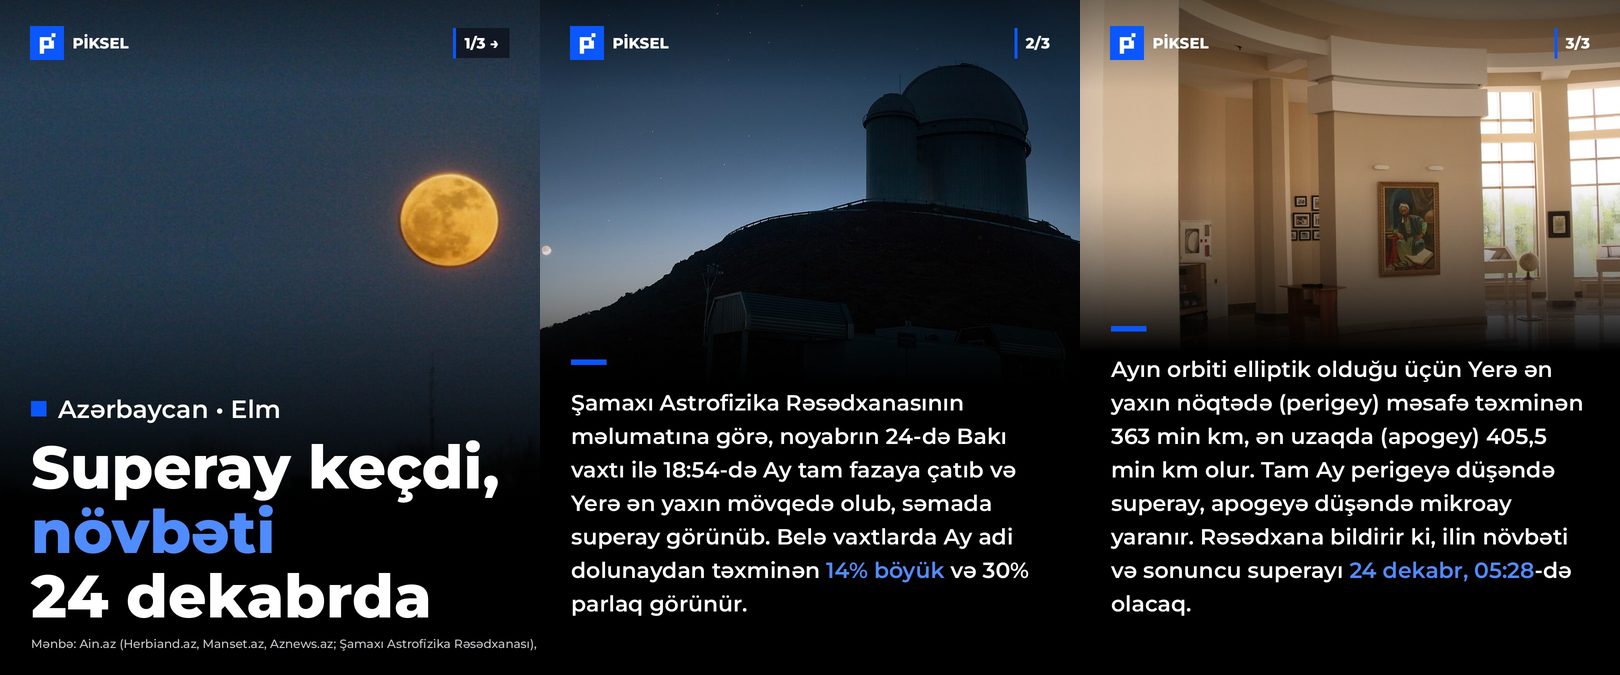 PİKSEL
1/3 →
Azərbaycan • Elm
Superay keçdi,
növbəti
24 dekabrda
Mənbə: Ain.az (Herbiand.az, Manset.az, Aznews.az; Şamaxı Astrofizika Rəsədxanası),
PİKSEL
2/3
Şamaxı Astrofizika Rəsədxanasının
məlumatına görə, noyabrın 24-də Bakı
vaxtı ilə 18:54-də Ay tam fazaya çatıb və
Yerə ən yaxın mövqedə olub, səmada
superay görünüb. Belə vaxtlarda Ay adi
dolunaydan təxminən 14% böyük və 30%
parlaq görünür.
PİKSEL
3/3
Ayın orbiti elliptik olduğu üçün Yerə ən
yaxın nöqtədə (perigey) məsafə təxminən
363 min km, ən uzaqda (apogey) 405,5
min km olur. Tam Ay perigeyə düşəndə
superay, apogeyə düşəndə mikroay
yaranır. Rəsədxana bildirir ki, ilin növbəti
və sonuncu superayı 24 dekabr, 05:28-də
olacaq.